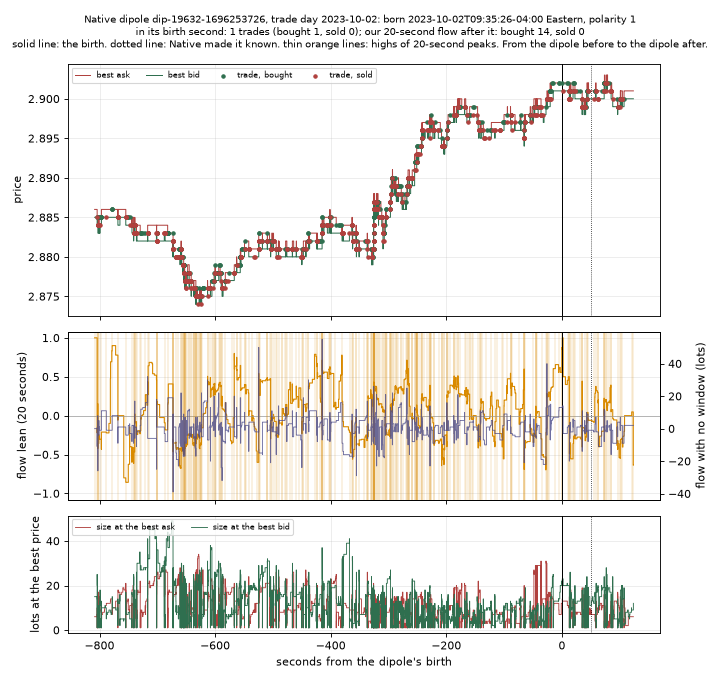 Native dipole dip-19632-1696253726, trade day 2023-10-02: born 2023-10-02T09:35:26-04:00 Eastern, polarity 1
in its birth second: 1 trades (bought 1, sold 0); our 20-second flow after it: bought 14, sold 0
solid line: the birth. dotted line: Native made it known. thin orange lines: highs of 20-second peaks. From the dipole before to the dipole after.
best ask
best bid
trade, bought
trade, sold
2.900
2.895
2.890
2.885
2.880
2.875
price
1.0
0.5
0.0
−0.5
−1.0
flow lean (20 seconds)
40
20
0
−20
−40
flow with no window (lots)
size at the best ask
size at the best bid
40
20
0
lots at the best price
−800
−600
−400
−200
0
seconds from the dipole's birth